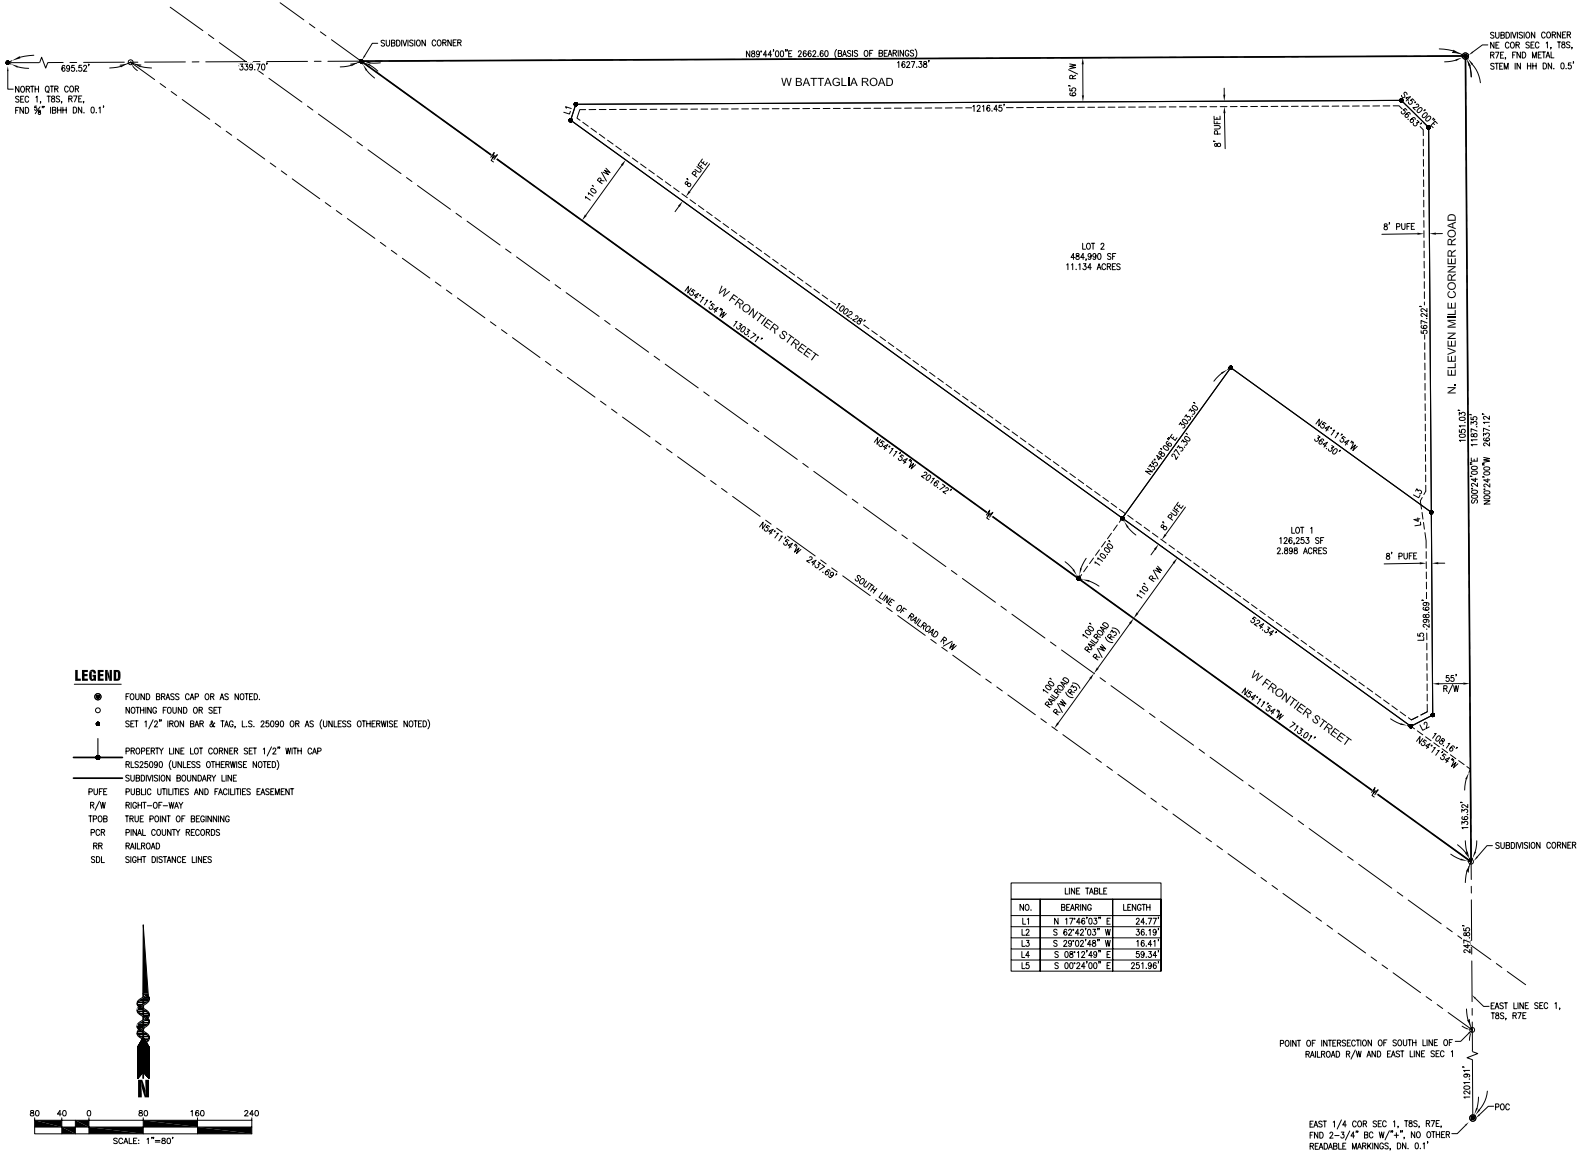 SUBDIVISION CORNER
N89°44'00"E 2662.60 (BASIS OF BEARINGS)
1627.38'
SUBDIVISION CORNER
NE COR SEC 1, T8S,
R7E, FND METAL
STEM IN HH DN. 0.5'
695.52'
339.70'
NORTH QTR COR
SEC 1, T8S, R7E,
FND ⅝" IBHH DN. 0.1'
W BATTAGLIA ROAD
65' R/W
L1
1216.45'
8' PUFE
S45°20'00"E
56.63'
110' R/W
8' PUFE
8' PUFE
LOT 2
484,990 SF
11.134 ACRES
N. ELEVEN MILE CORNER ROAD
567.22'
W FRONTIER STREET
N54°11'54"W 1303.71'
1002.28'
N54°11'54"W 2016.72'
N35°48'06"E 303.30'
273.30'
N54°11'54"W
364.30'
1051.03'
S00°24'00"E 1187.35'
N00°24'00"W 2637.12'
L3
L4
LOT 1
126,253 SF
2.898 ACRES
8' PUFE
8' PUFE
110.00'
110' R/W
N54°11'54"W 2437.69'
SOUTH LINE OF RAILROAD R/W
100'
RAILROAD
R/W (R3)
100'
RAILROAD
R/W (R3)
524.34'
L5
298.69'
55'
R/W
W FRONTIER STREET
N54°11'54"W 713.01'
L2
108.16'
N54°11'54"W
136.32'
SUBDIVISION CORNER
LEGEND
FOUND BRASS CAP OR AS NOTED.
NOTHING FOUND OR SET
SET 1/2" IRON BAR & TAG, L.S. 25090 OR AS (UNLESS OTHERWISE NOTED)
PROPERTY LINE LOT CORNER SET 1/2" WITH CAP
RLS25090 (UNLESS OTHERWISE NOTED)
SUBDIVISION BOUNDARY LINE
PUFE PUBLIC UTILITIES AND FACILITIES EASEMENT
R/W RIGHT-OF-WAY
TPOB TRUE POINT OF BEGINNING
PCR PINAL COUNTY RECORDS
RR RAILROAD
SDL SIGHT DISTANCE LINES
LINE TABLE
NO. BEARING LENGTH
L1 N 17°46'03" E 24.77'
L2 S 62°42'03" W 36.19'
L3 S 29°02'48" W 16.41'
L4 S 08°12'49" E 59.34'
L5 S 00°24'00" E 251.96'
247.85'
EAST LINE SEC 1,
T8S, R7E
POINT OF INTERSECTION OF SOUTH LINE OF
RAILROAD R/W AND EAST LINE SEC 1
1201.91'
POC
EAST 1/4 COR SEC 1, T8S, R7E,
FND 2-3/4" BC W/"+", NO OTHER
READABLE MARKINGS, DN. 0.1'
N
80 40 0 80 160 240
SCALE: 1"=80'